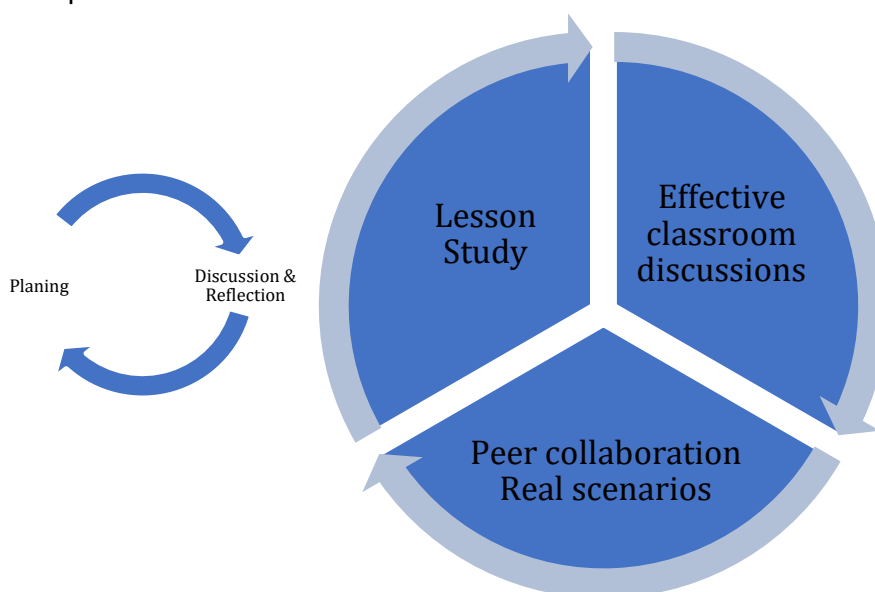 Planing
Discussion &
Reflection
Lesson
Study
Effective
classroom
discussions
Peer collaboration
Real scenarios